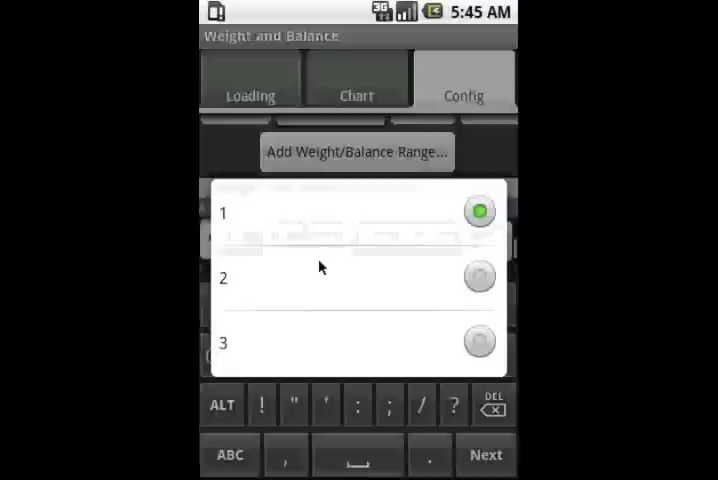 3G 5:45 AM
Weight and Balance
Loading Chart Config
Add Weight/Balance Range...
1
2
3
ALT ! " ' : ; / ? DEL
ABC , . Next